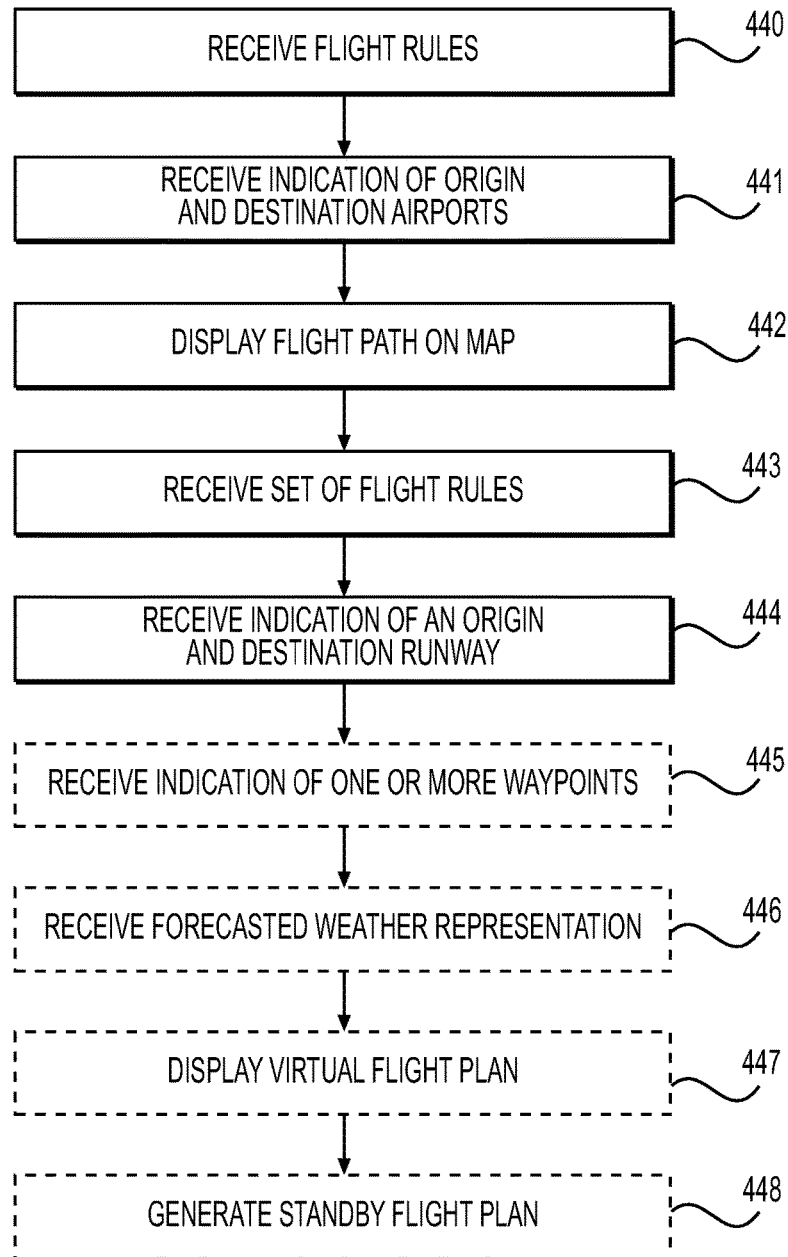 RECEIVE FLIGHT RULES
440
RECEIVE INDICATION OF ORIGIN
AND DESTINATION AIRPORTS
441
DISPLAY FLIGHT PATH ON MAP
442
RECEIVE SET OF FLIGHT RULES
443
RECEIVE INDICATION OF AN ORIGIN
AND DESTINATION RUNWAY
444
RECEIVE INDICATION OF ONE OR MORE WAYPOINTS
445
RECEIVE FORECASTED WEATHER REPRESENTATION
446
DISPLAY VIRTUAL FLIGHT PLAN
447
GENERATE STANDBY FLIGHT PLAN
448